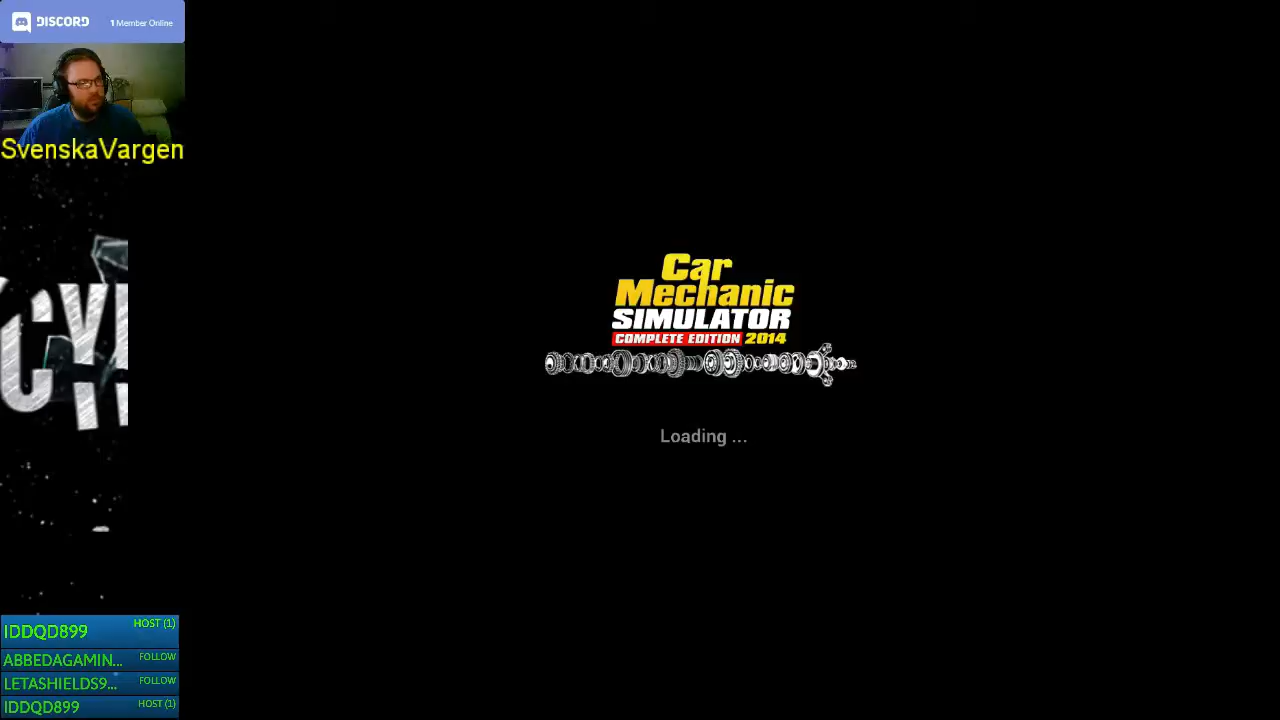 DISCORD
1 Member Online
SvenskaVargen
CY
Car
Mechanic
SIMULATOR
COMPLETE EDITION 2014
Loading ...
IDDQD899 HOST (1)
ABBEDAGAMIN... FOLLOW
LETASHIELDS9... FOLLOW
IDDQD899 HOST (1)